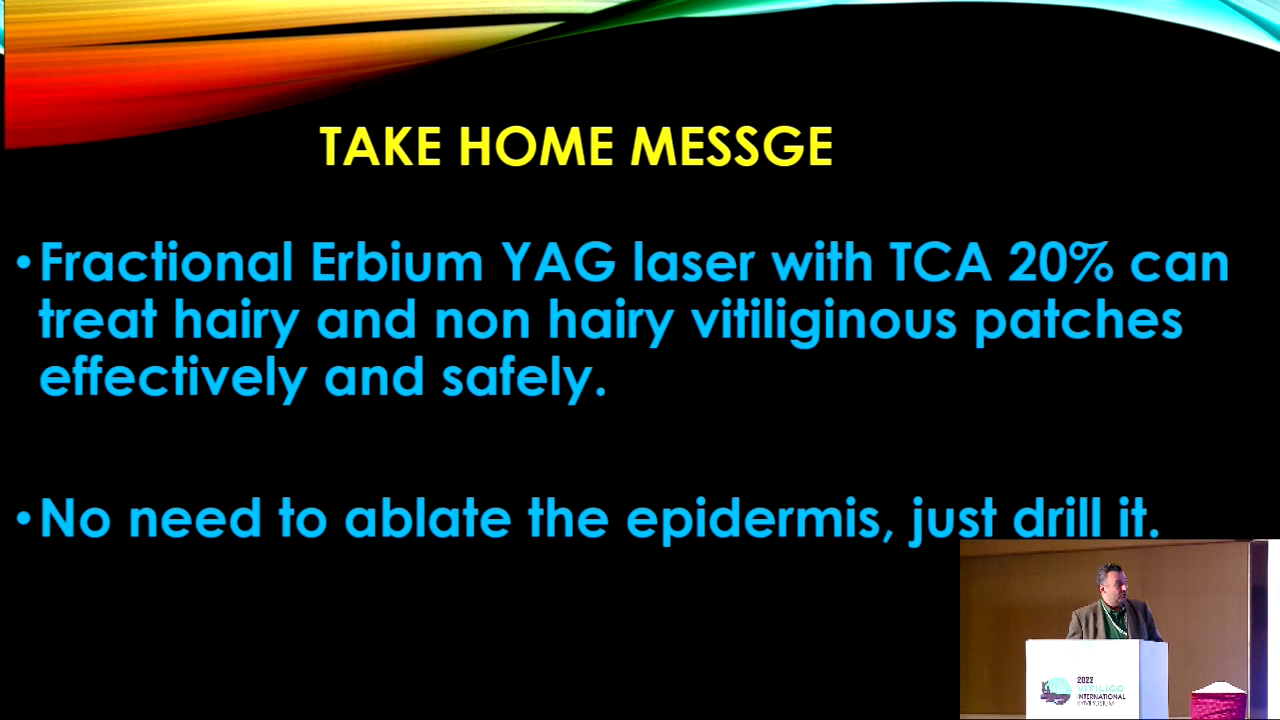 TAKE HOME MESSGE
•Fractional Erbium YAG laser with TCA 20% can
treat hairy and non hairy vitiliginous patches
effectively and safely.
•No need to ablate the epidermis, just drill it.
2022
VITILIGO
INTERNATIONAL
SYMPOSIUM